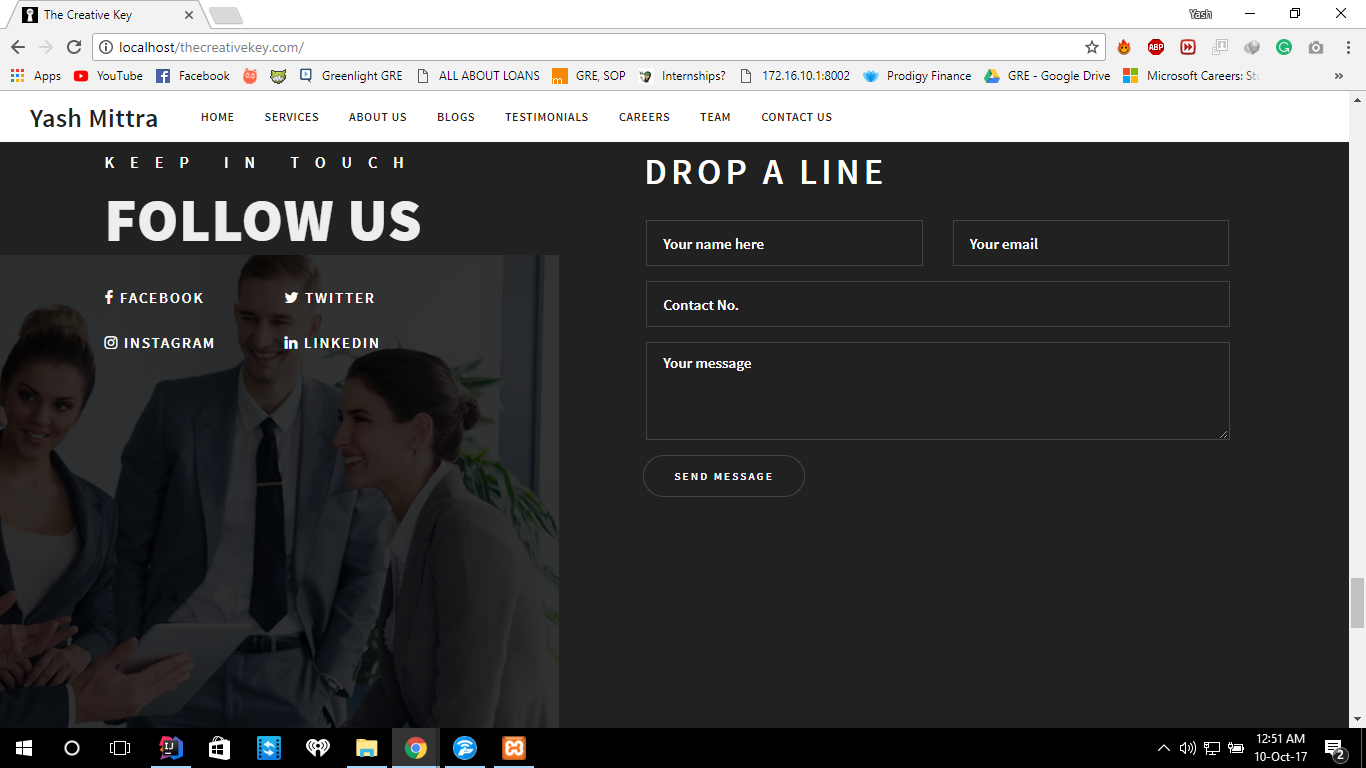 The Creative Key
Yash
localhost/thecreativekey.com/
ABP
Apps YouTube Facebook Greenlight GRE ALL ABOUT LOANS GRE, SOP Internships? 172.16.10.1:8002 Prodigy Finance GRE - Google Drive Microsoft Careers: St
Yash Mittra HOME SERVICES ABOUT US BLOGS TESTIMONIALS CAREERS TEAM CONTACT US
KEEP IN TOUCH
FOLLOW US
FACEBOOK TWITTER
INSTAGRAM LINKEDIN
DROP A LINE
Your name here Your email
Contact No.
Your message
SEND MESSAGE
12:51 AM
10-Oct-17
2